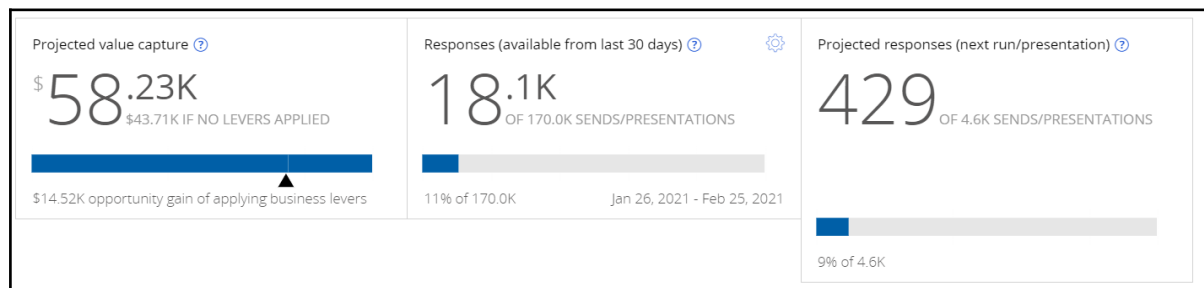 Projected value capture ?
$58.23K
$43.71K IF NO LEVERS APPLIED
$14.52K opportunity gain of applying business levers
Responses (available from last 30 days) ?
18.1K
OF 170.0K SENDS/PRESENTATIONS
11% of 170.0K
Jan 26, 2021 - Feb 25, 2021
Projected responses (next run/presentation) ?
429
OF 4.6K SENDS/PRESENTATIONS
9% of 4.6K